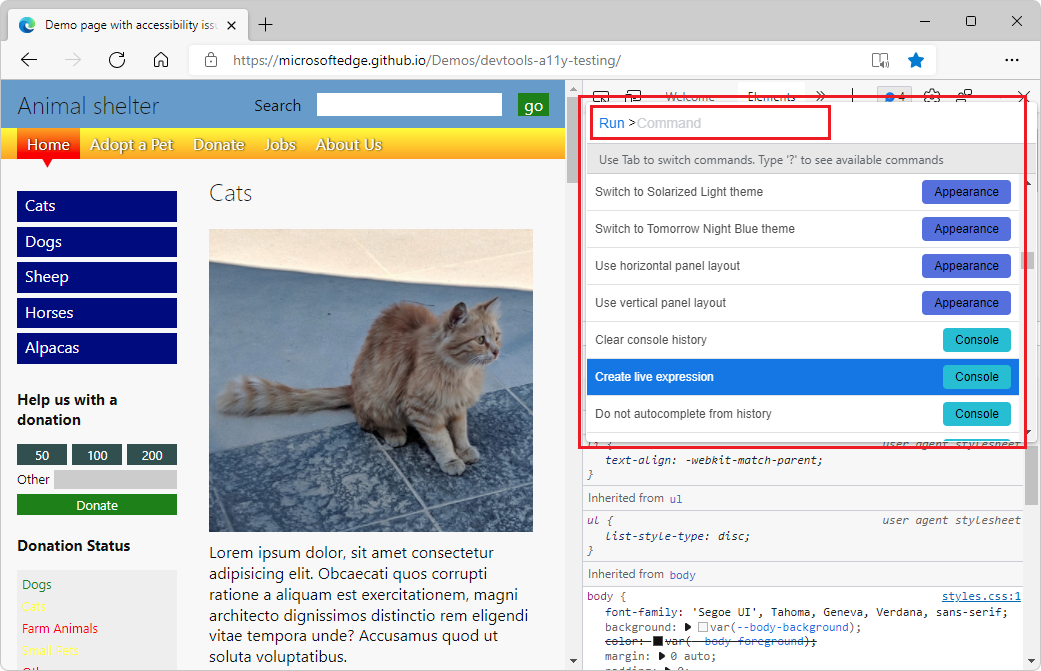 Demo page with accessibility issu
https://microsoftedge.github.io/Demos/devtools-a11y-testing/
Animal shelter
Search
go
Home
Adopt a Pet
Donate
Jobs
About Us
Cats
Dogs
Sheep
Horses
Alpacas
Help us with a
donation
50
100
200
Other
Donate
Donation Status
Dogs
Cats
Farm Animals
Small Pets
Cats
Lorem ipsum dolor, sit amet consectetur
adipisicing elit. Obcaecati quos corrupti
ratione a aliquam est exercitationem, magni
architecto dignissimos distinctio rem eligendi
vitae tempora unde? Accusamus quod ut
soluta voluptatibus.
Welcome
Elements
4
Run >Command
Use Tab to switch commands. Type '?' to see available commands
Switch to Solarized Light theme Appearance
Switch to Tomorrow Night Blue theme Appearance
Use horizontal panel layout Appearance
Use vertical panel layout Appearance
Clear console history Console
Create live expression Console
Do not autocomplete from history Console
li { user agent stylesheet
text-align: -webkit-match-parent;
}
Inherited from ul
ul { user agent stylesheet
list-style-type: disc;
}
Inherited from body
body { styles.css:1
font-family: 'Segoe UI', Tahoma, Geneva, Verdana, sans-serif;
background: var(--body-background);
color: var(--body-foreground);
margin: 0 auto;